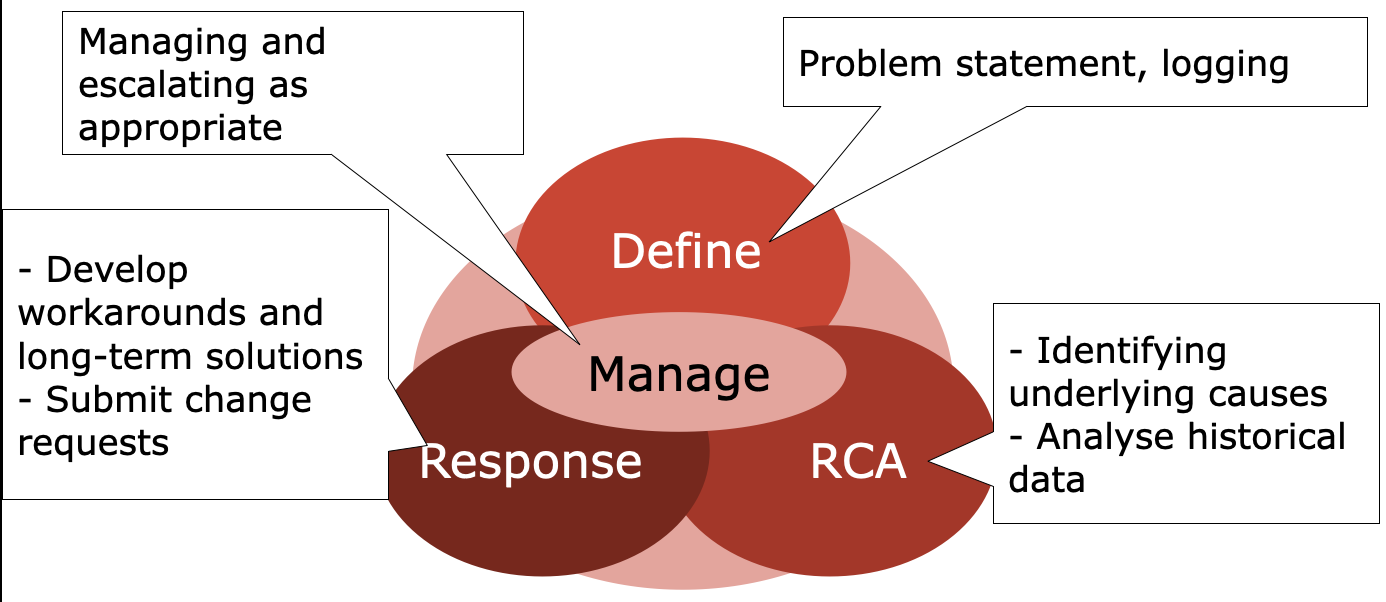 Managing and
escalating as
appropriate
Problem statement, logging
Define
- Develop
workarounds and
long-term solutions
- Submit change
requests
Manage
- Identifying
underlying causes
- Analyse historical
data
Response
RCA